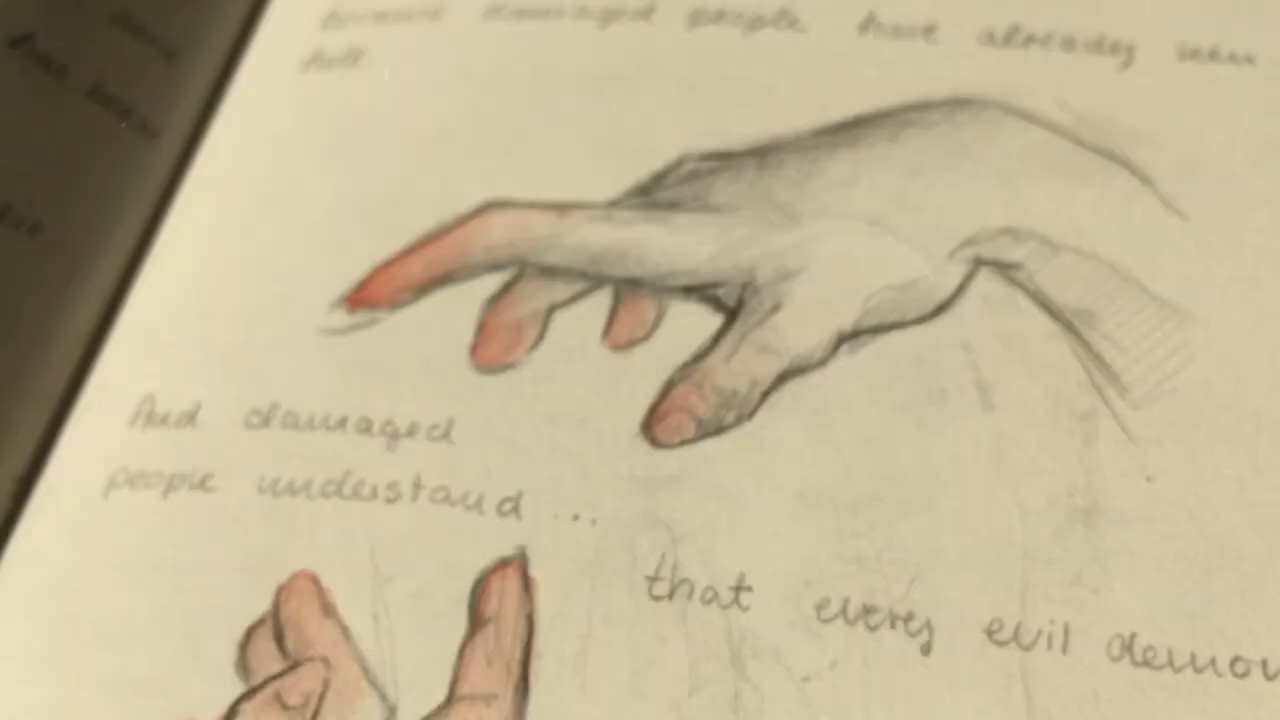 because damaged people have already seen
hell
And damaged
people understand ...
that every evil demon